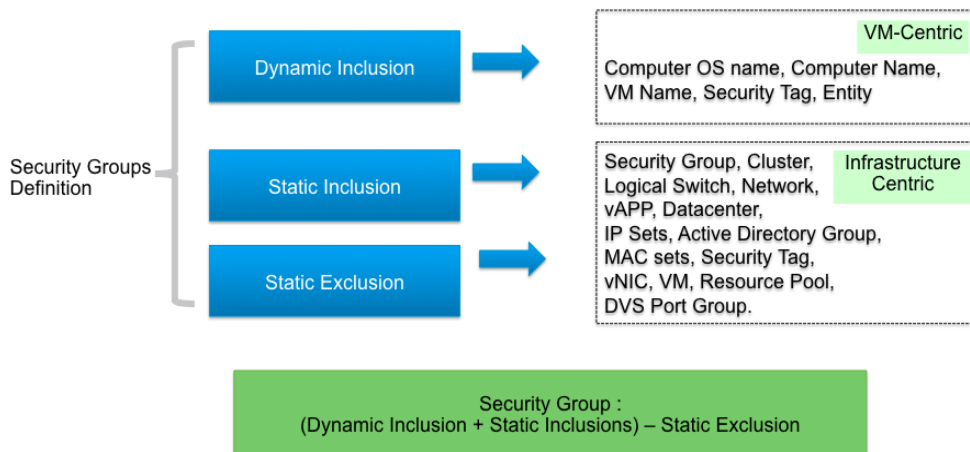 Security Groups
Definition
Dynamic Inclusion
VM-Centric
Computer OS name, Computer Name,
VM Name, Security Tag, Entity
Static Inclusion
Static Exclusion
Infrastructure
Centric
Security Group, Cluster,
Logical Switch, Network,
vAPP, Datacenter,
IP Sets, Active Directory Group,
MAC sets, Security Tag,
vNIC, VM, Resource Pool,
DVS Port Group.
Security Group :
(Dynamic Inclusion + Static Inclusions) – Static Exclusion